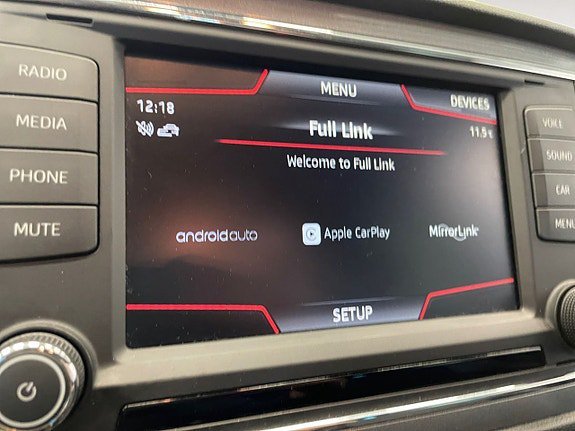 RADIO
MEDIA
PHONE
MUTE
MENU
DEVICES
12:18
Full Link
11.5
Welcome to Full Link
androidauto
Apple CarPlay
MirrorLink
SETUP
VOICE
SOUND
CAR
MENU